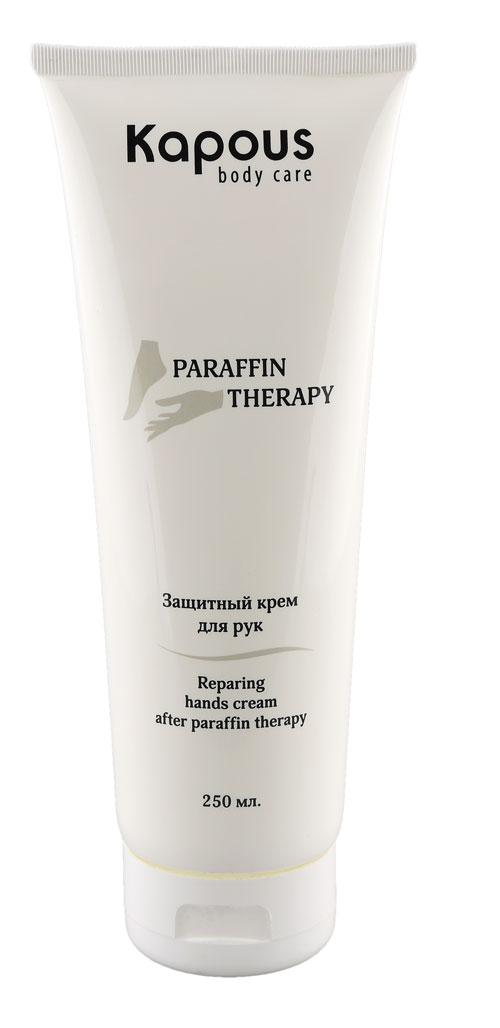 Kapous
body care
PARAFFIN
THERAPY
Защитный крем
для рук
Reparing
hands cream
after paraffin therapy
250 мл.